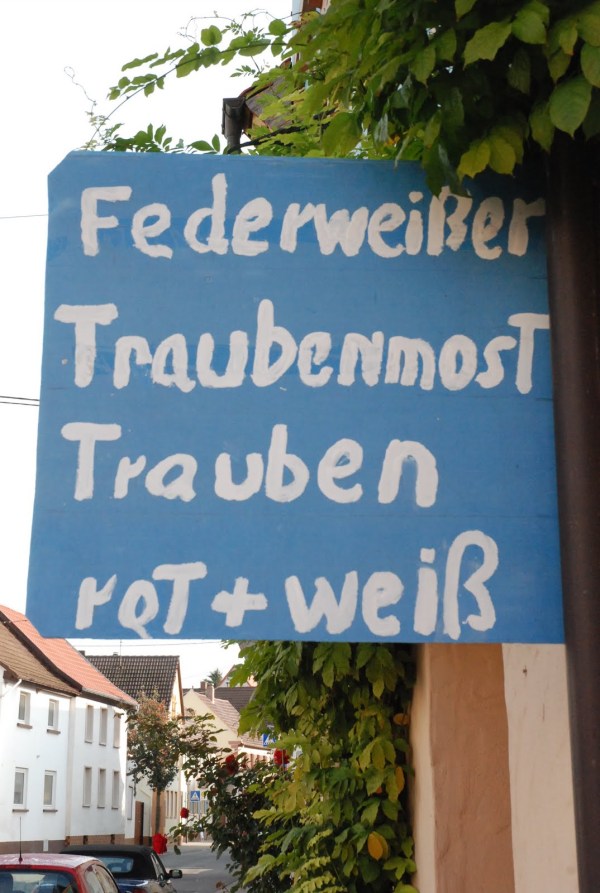 Federweißer
Traubenmost
Trauben
rot + weiß